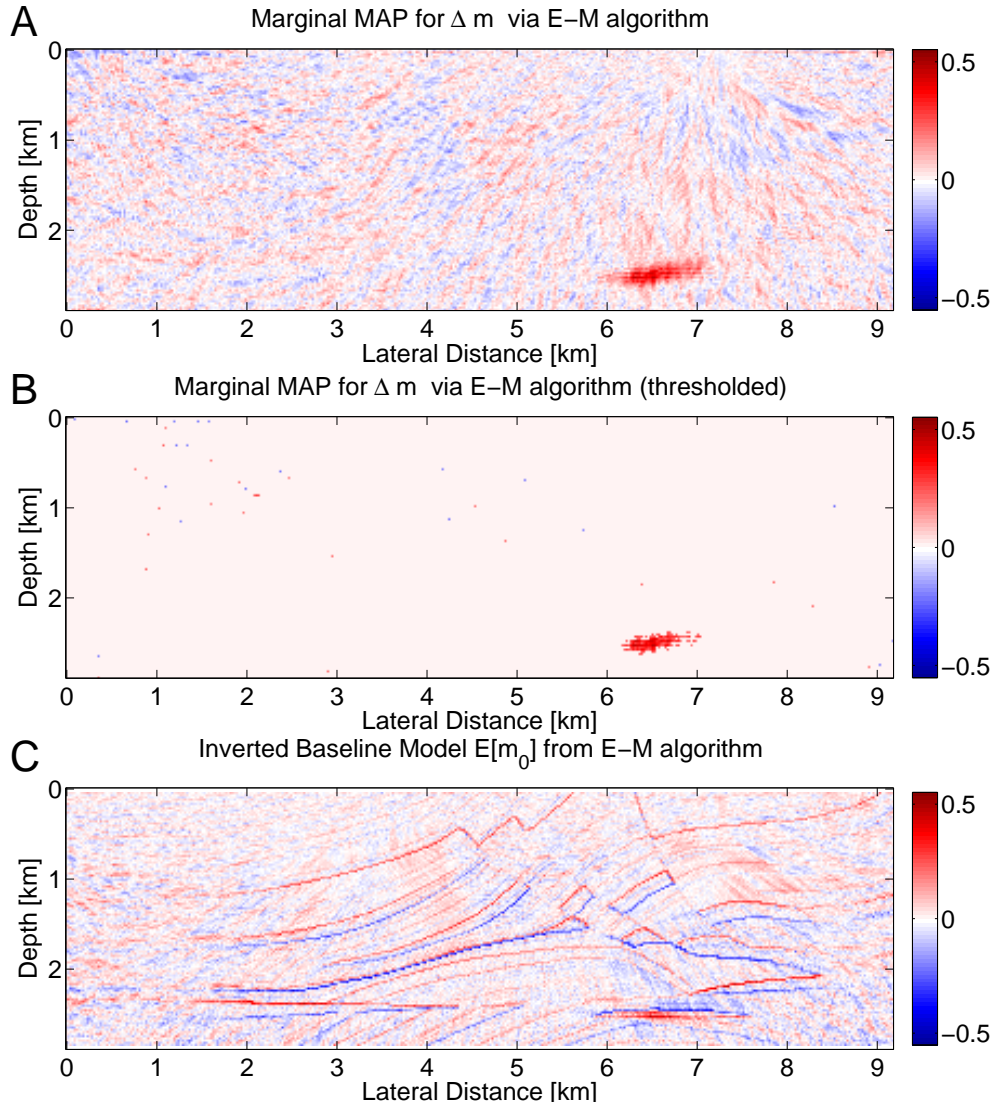 A
Marginal MAP for Δ m via E−M algorithm
0
1
2
Depth [km]
0 1 2 3 4 5 6 7 8 9
Lateral Distance [km]
0.5
0
−0.5
B
Marginal MAP for Δ m via E−M algorithm (thresholded)
0
1
2
Depth [km]
0 1 2 3 4 5 6 7 8 9
Lateral Distance [km]
0.5
0
−0.5
C
Inverted Baseline Model E[m_0] from E−M algorithm
0
1
2
Depth [km]
0 1 2 3 4 5 6 7 8 9
Lateral Distance [km]
0.5
0
−0.5